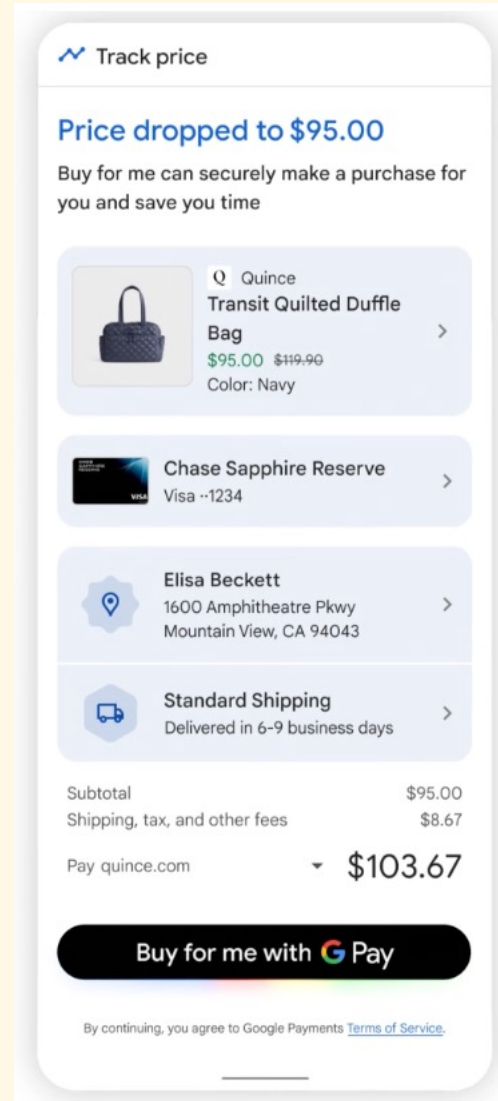 Track price
Price dropped to $95.00
Buy for me can securely make a purchase for
you and save you time
Q Quince
Transit Quilted Duffle
Bag
$95.00 $119.90
Color: Navy
VISA
Chase Sapphire Reserve
Visa ··1234
Elisa Beckett
1600 Amphitheatre Pkwy
Mountain View, CA 94043
Standard Shipping
Delivered in 6-9 business days
Subtotal $95.00
Shipping, tax, and other fees $8.67
Pay quince.com $103.67
Buy for me with G Pay
By continuing, you agree to Google Payments Terms of Service.